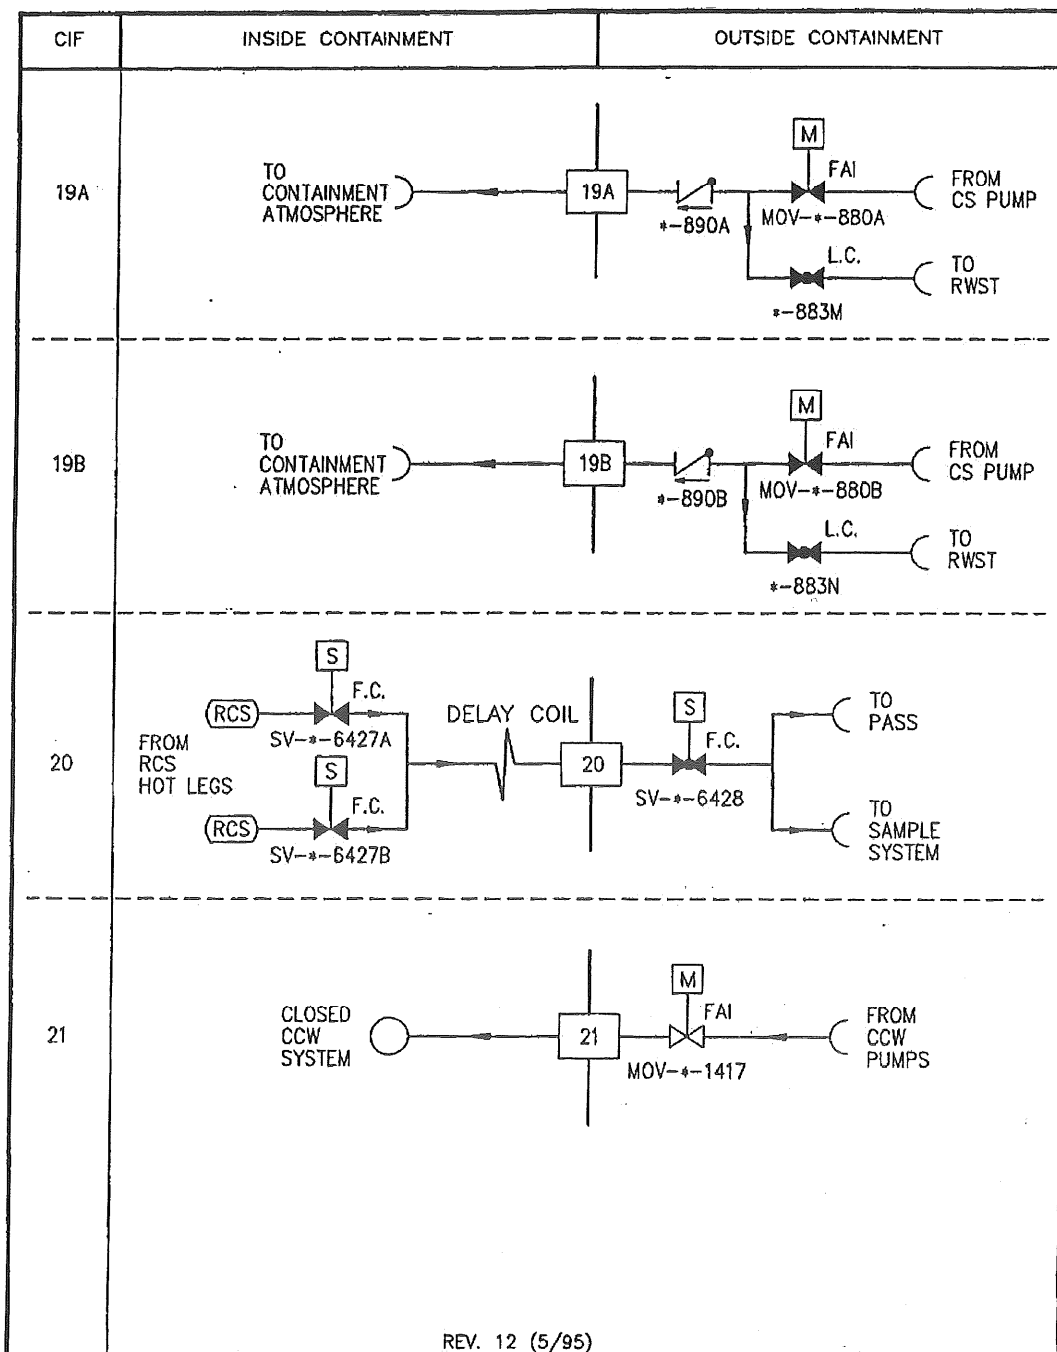 CIF INSIDE CONTAINMENT OUTSIDE CONTAINMENT
19A
TO
CONTAINMENT
ATMOSPHERE
19A
*-890A
M
FAI
MOV-*-880A
FROM
CS PUMP
L.C.
*-883M
TO
RWST
19B
TO
CONTAINMENT
ATMOSPHERE
19B
*-890B
M
FAI
MOV-*-880B
FROM
CS PUMP
L.C.
*-883N
TO
RWST
20
FROM
RCS
HOT LEGS
RCS
S
F.C.
SV-*-6427A
RCS
S
F.C.
SV-*-6427B
DELAY COIL
20
S
F.C.
SV-*-6428
TO
PASS
TO
SAMPLE
SYSTEM
21
CLOSED
CCW
SYSTEM
21
M
FAI
MOV-*-1417
FROM
CCW
PUMPS
REV. 12 (5/95)